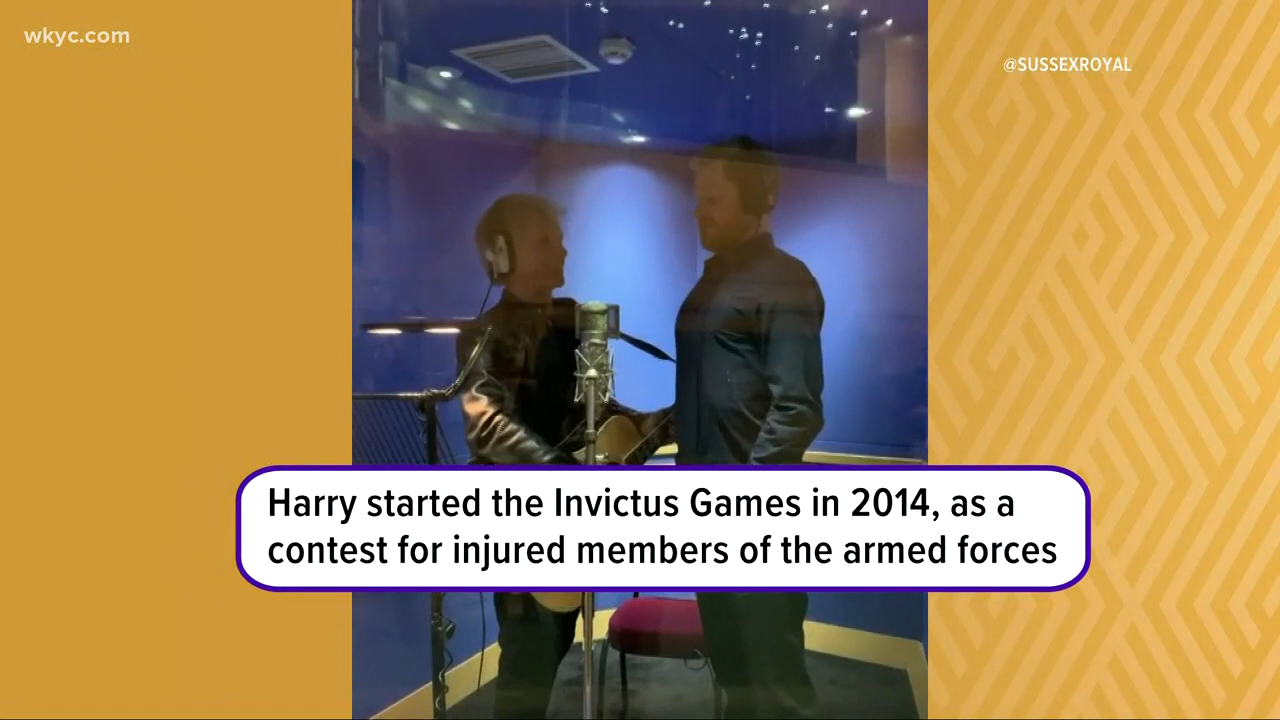 wkyc.com
@SUSSEXROYAL
Harry started the Invictus Games in 2014, as a
contest for injured members of the armed forces